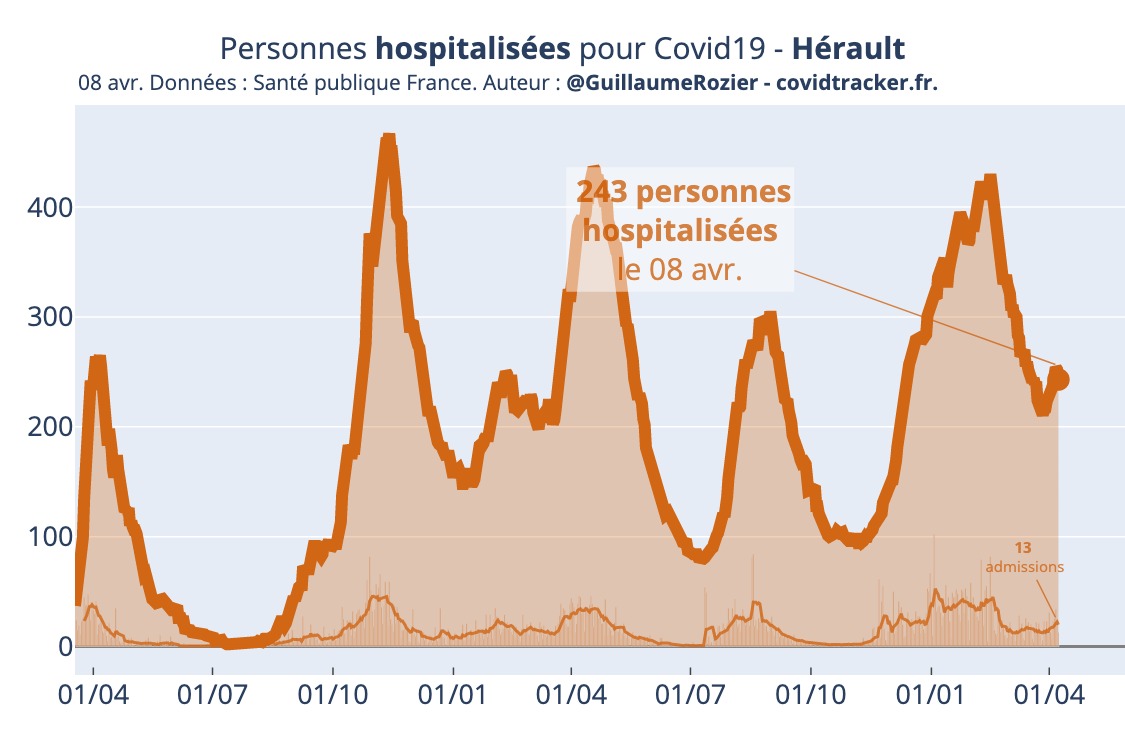 Personnes hospitalisées pour Covid19 - Hérault
08 avr. Données : Santé publique France. Auteur : @GuillaumeRozier - covidtracker.fr.
243 personnes
hospitalisées
le 08 avr.
400
300
200
100
0
13
admissions
01/04 01/07 01/10 01/01 01/04 01/07 01/10 01/01 01/04